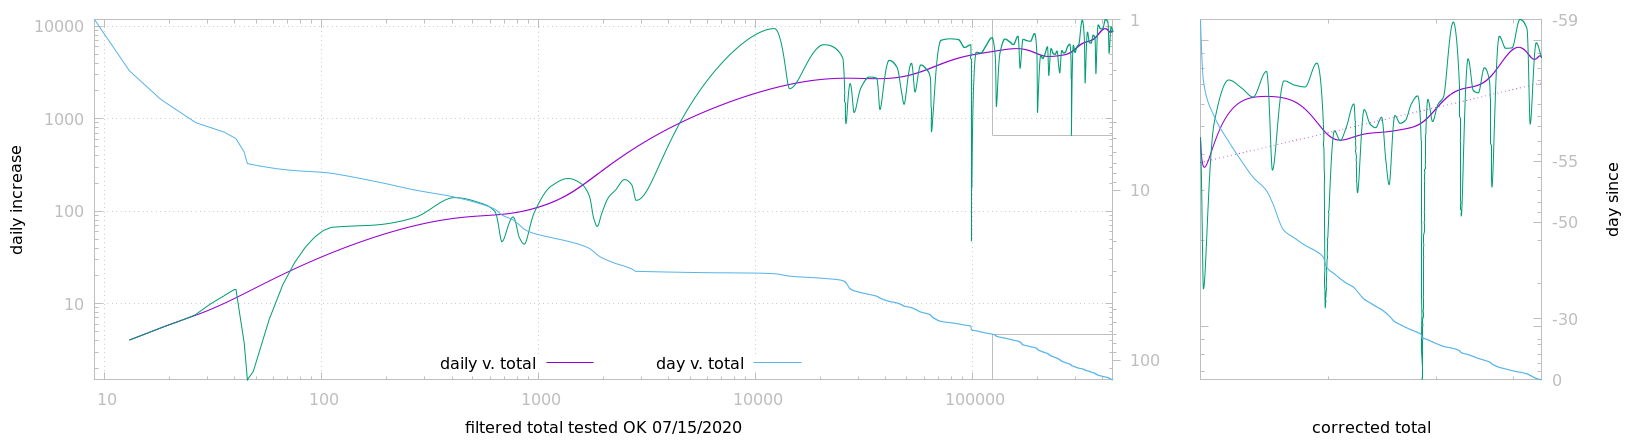 10000
1000
100
10
daily increase
10
100
1000
10000
100000
1
10
100
daily v. total
day v. total
filtered total tested OK 07/15/2020
-59
-55
-50
-30
0
day since
corrected total